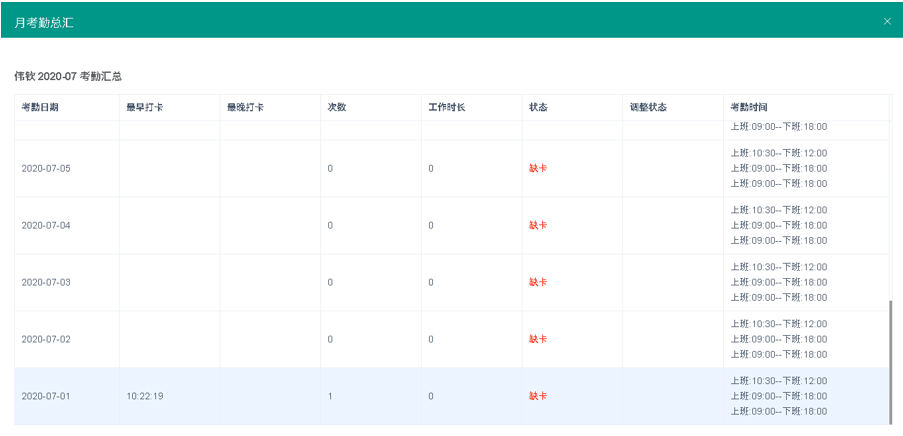 月考勤总汇
×
伟钦 2020-07 考勤汇总
考勤日期 最早打卡 最晚打卡 次数 工作时长 状态 调整状态 考勤时间
上班:09:00--下班:18:00
上班:10:30--下班:12:00
2020-07-05 0 0 缺卡 上班:09:00--下班:18:00
上班:09:00--下班:18:00
上班:10:30--下班:12:00
2020-07-04 0 0 缺卡 上班:09:00--下班:18:00
上班:09:00--下班:18:00
上班:10:30--下班:12:00
2020-07-03 0 0 缺卡 上班:09:00--下班:18:00
上班:09:00--下班:18:00
上班:10:30--下班:12:00
2020-07-02 0 0 缺卡 上班:09:00--下班:18:00
上班:09:00--下班:18:00
上班:10:30--下班:12:00
2020-07-01 10:22:19 1 0 缺卡 上班:09:00--下班:18:00
上班:09:00--下班:18:00